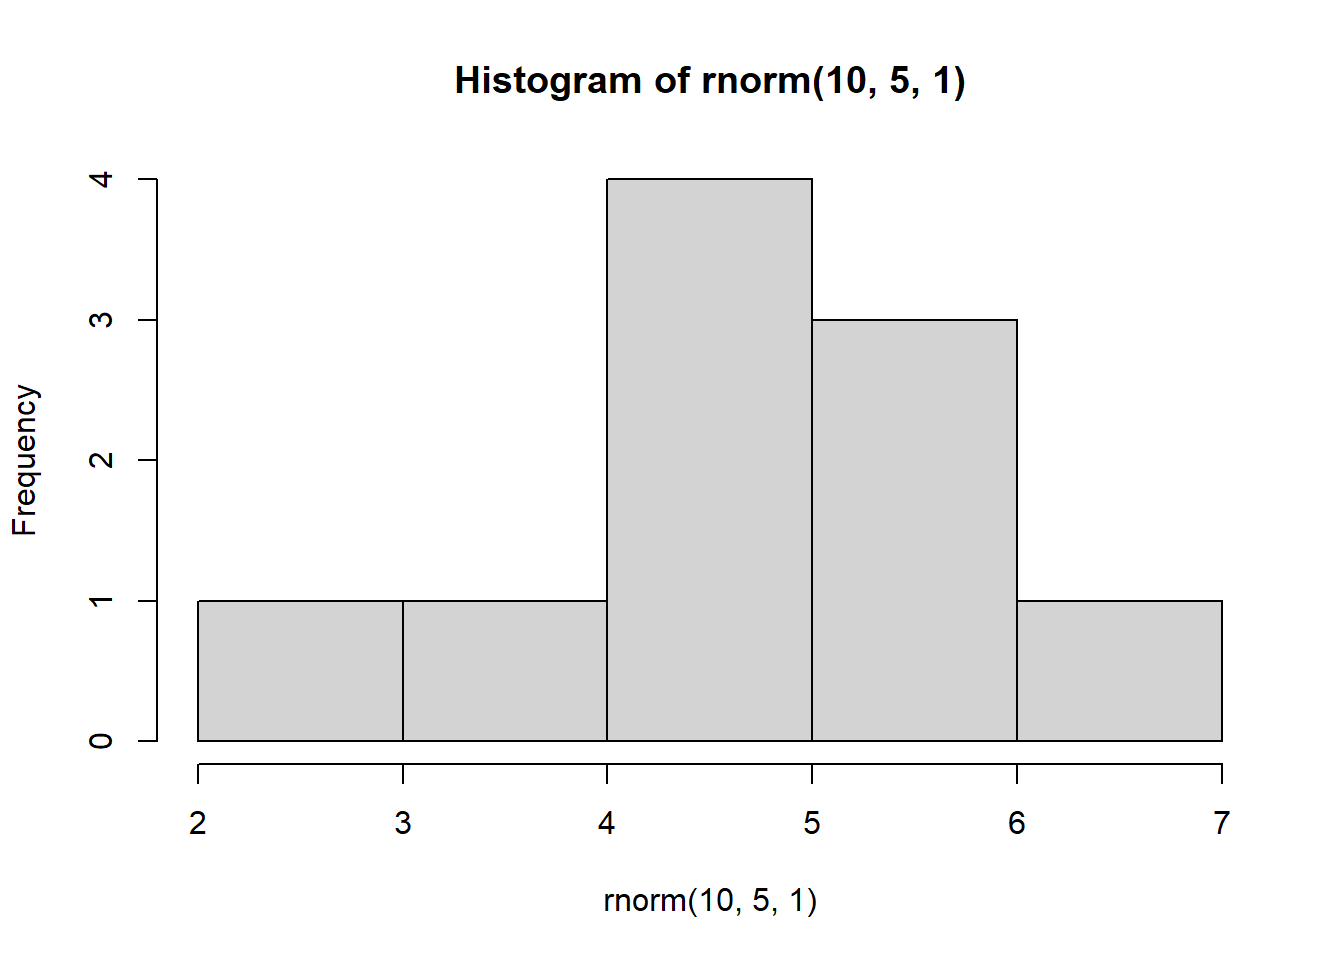 Histogram of rnorm(10, 5, 1)
4
3
2
1
0
Frequency
2 3 4 5 6 7
rnorm(10, 5, 1)